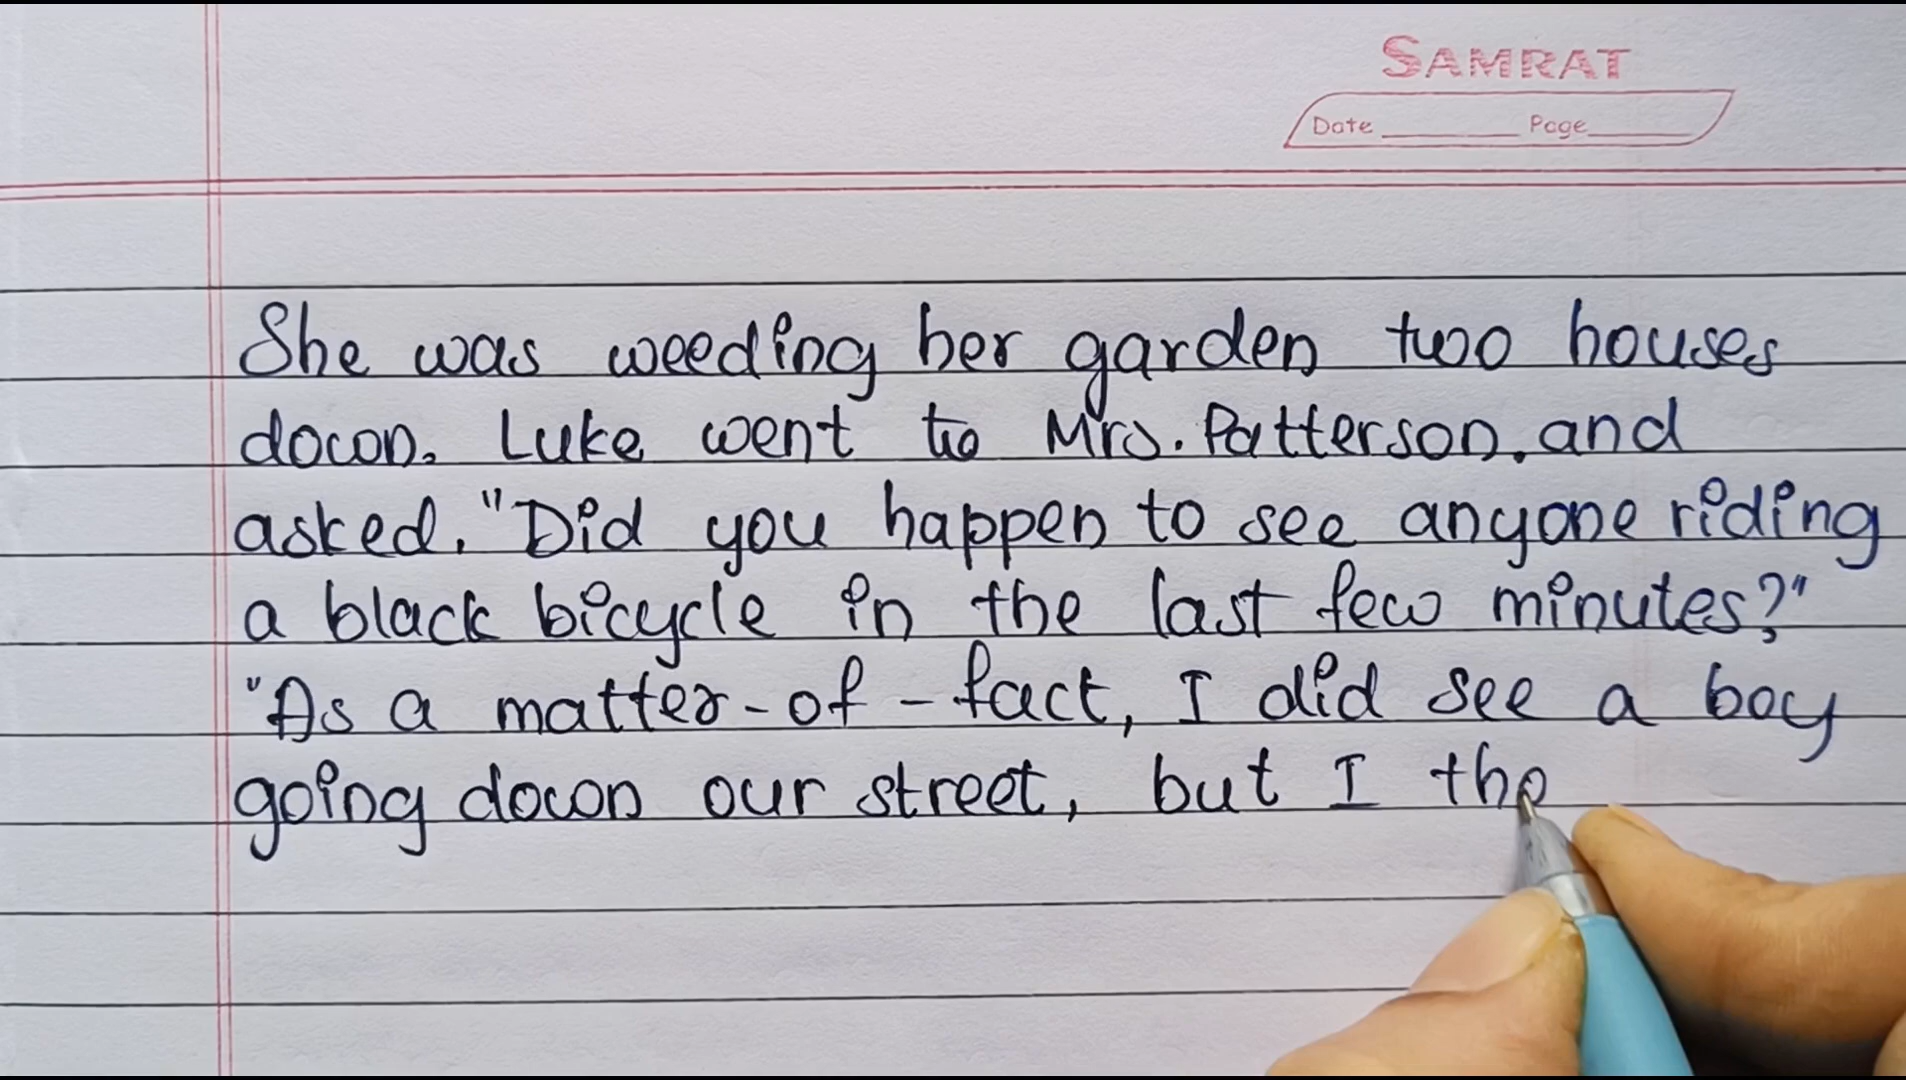 SAMRAT
Date Page
She was weeding her garden two houses
down. Luke went to Mrs. Patterson. and
asked. "Did you happen to see anyone riding
a black bicycle in the last few minutes?"
"As a matter-of-fact, I did see a boy
going down our street, but I tho